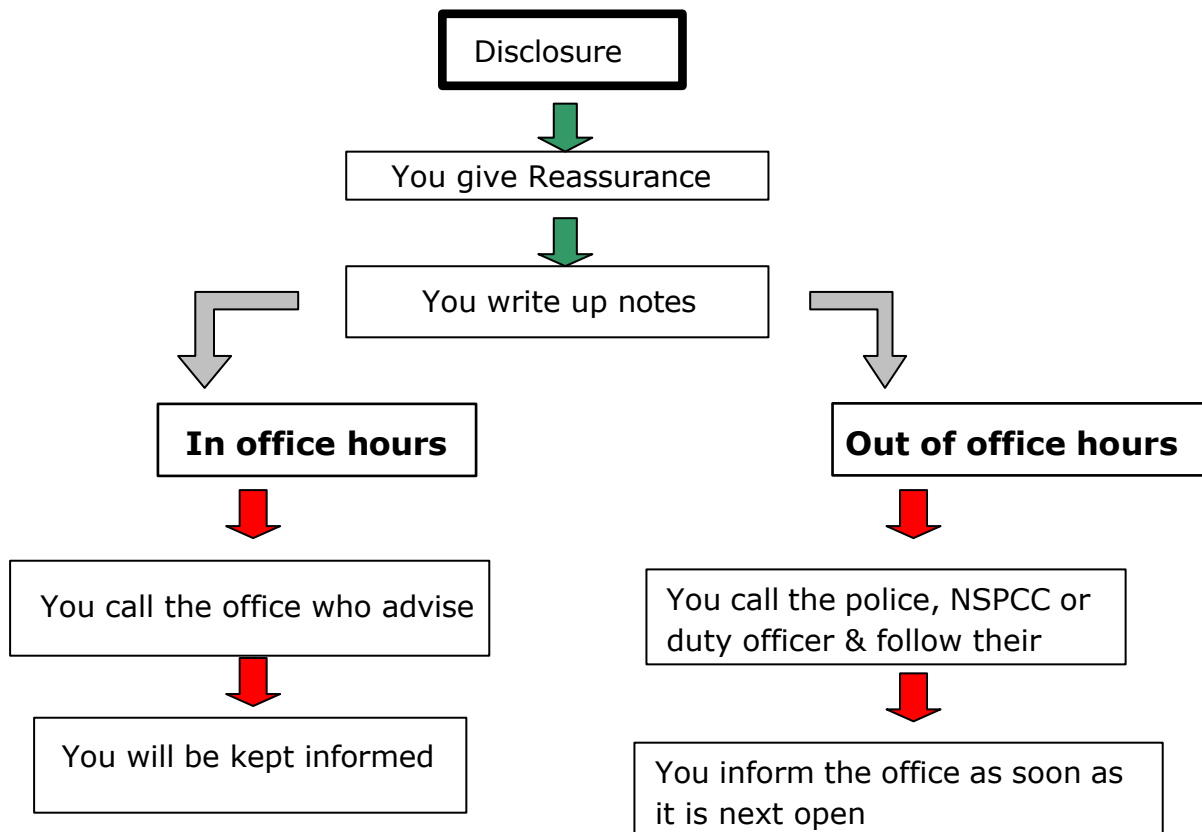 Disclosure
You give Reassurance
You write up notes
In office hours
Out of office hours
You call the office who advise
You call the police, NSPCC or
duty officer & follow their
You will be kept informed
You inform the office as soon as
it is next open